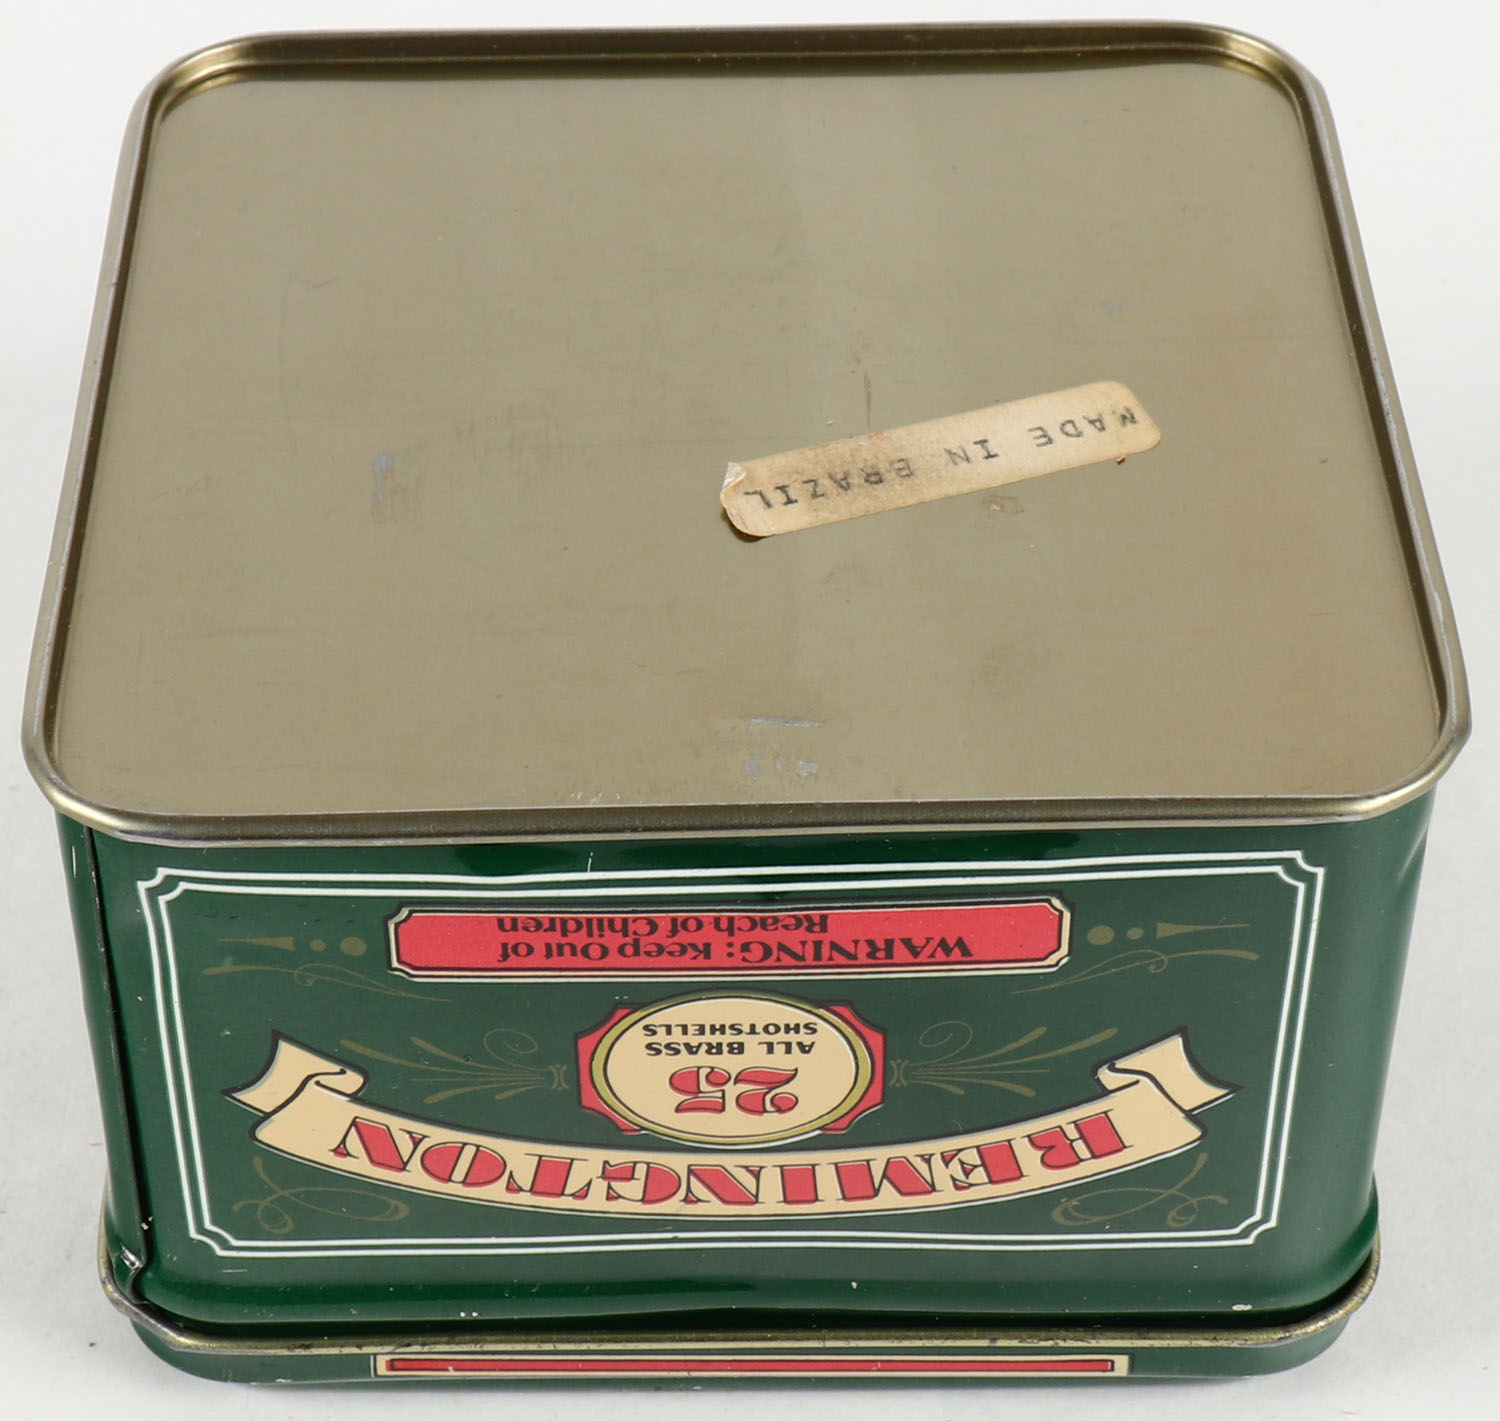 MADE IN BRAZIL
REMINGTON
25
ALL BRASS
SHOTSHELLS
WARNING: Keep Out of
Reach of Children